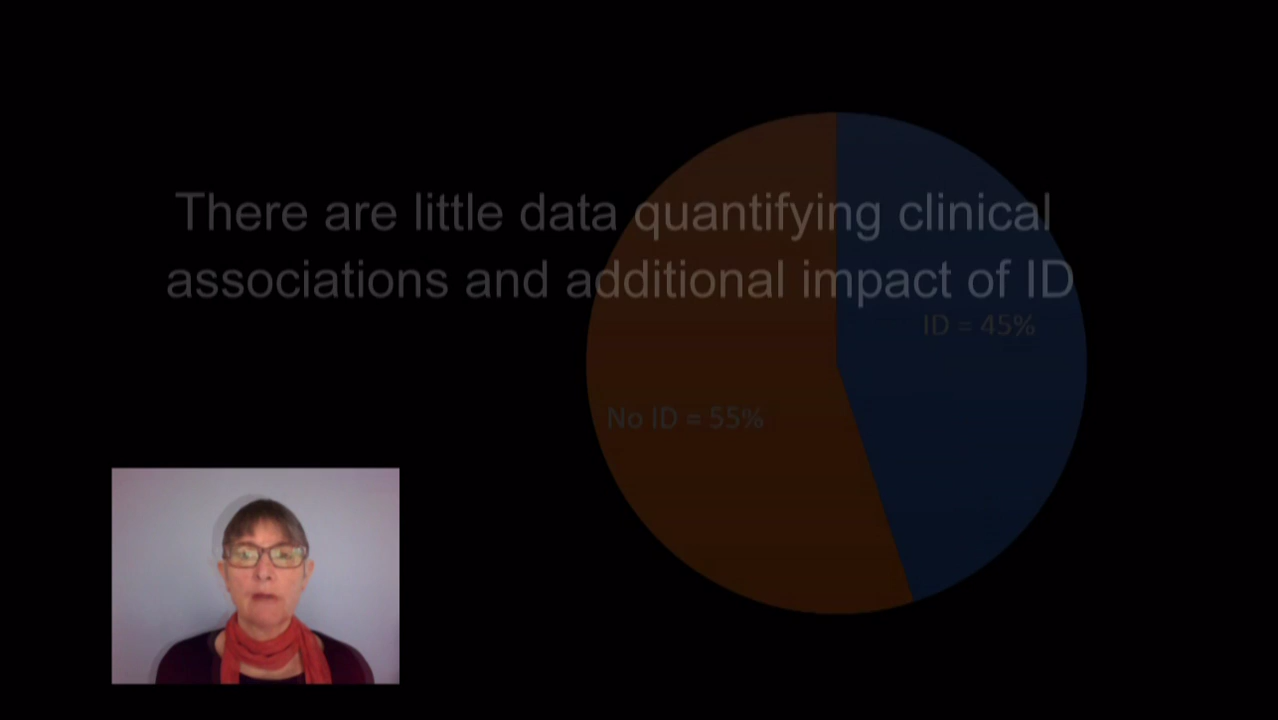 There are little data quantifying clinical
associations and additional impact of ID
ID = 45%
No ID = 55%